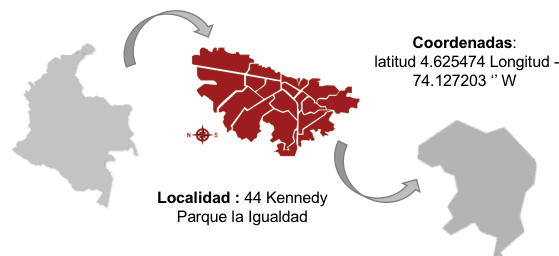 Coordenadas:
latitud 4.625474 Longitud -
74.127203 ‘’ W
N S
Localidad : 44 Kennedy
Parque la Igualdad